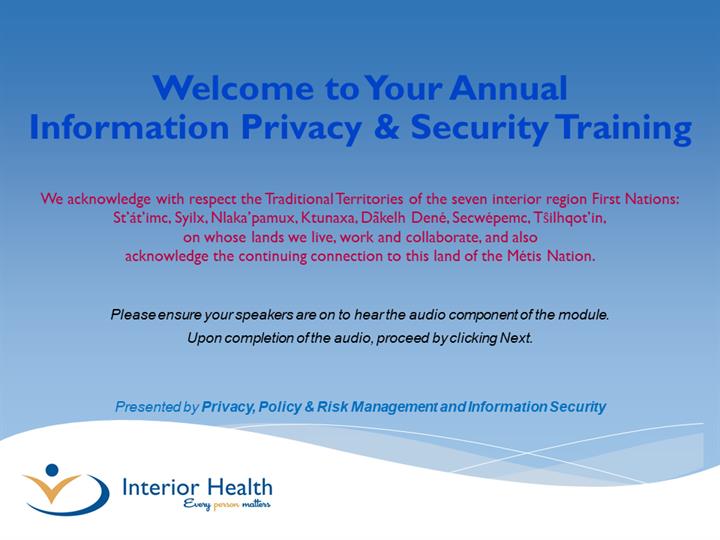 Welcome to Your Annual
Information Privacy & Security Training
We acknowledge with respect the Traditional Territories of the seven interior region First Nations:
St’át’imc, Syilx, Nlaka’pamux, Ktunaxa, Dãkelh Dené, Secwépemc, Tŝilhqot’in,
on whose lands we live, work and collaborate, and also
acknowledge the continuing connection to this land of the Métis Nation.
Please ensure your speakers are on to hear the audio component of the module.
Upon completion of the audio, proceed by clicking Next.
Presented by Privacy, Policy & Risk Management and Information Security
Interior Health
Every person matters